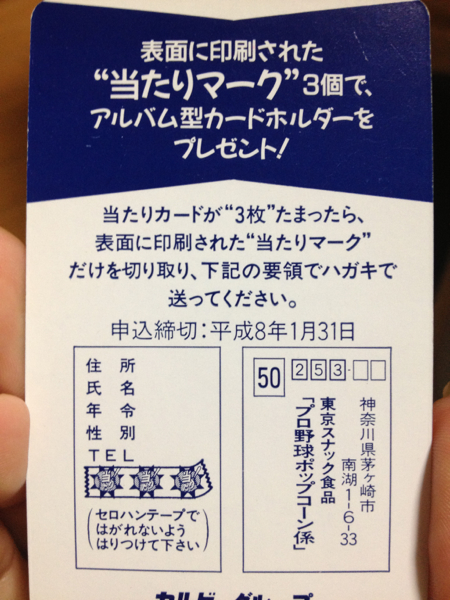 表面に印刷された
“当たりマーク”3個で、
アルバム型カードホルダーを
プレゼント!
当たりカードが“3枚”たまったら、
表面に印刷された“当たりマーク”
だけを切り取り、下記の要領でハガキで
送ってください。
申込締切:平成8年1月31日
住所
氏名
年令
性別
TEL
(セロハンテープで
はがれないよう
はりつけて下さい)
50
253-□□
神奈川県茅ヶ崎市
南湖1-6-33
東京スナック食品
「プロ野球ポップコーン係」
カルビーグループ